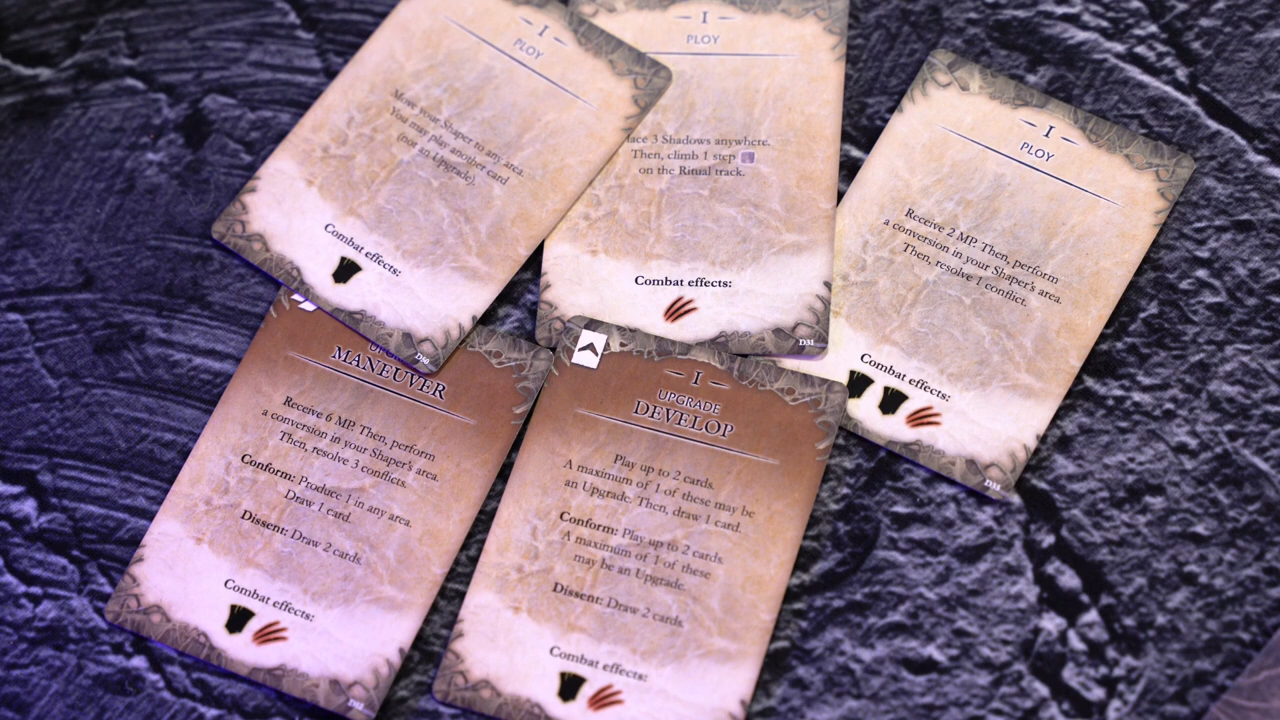 I
PLOY
Move your Shaper to any area.
You may play another card
(not an Upgrade).
Combat effects:
D30
I
PLOY
3 Shadows anywhere.
Then, climb 1 step
on the Ritual track.
Combat effects:
D31
I
PLOY
Receive 2 MP. Then, perform
a conversion in your Shaper's area.
Then, resolve 1 conflict.
Combat effects:
MANEUVER
Receive 6 MP. Then, perform
a conversion in your Shaper's area.
Then, resolve 3 conflicts.
Conform: Produce 1 in any area.
Draw 1 card.
Dissent: Draw 2 cards.
Combat effects:
I
UPGRADE
DEVELOP
Play up to 2 cards.
A maximum of 1 of these may be
an Upgrade. Then, draw 1 card.
Conform: Play up to 2 cards.
A maximum of 1 of these
may be an Upgrade.
Dissent: Draw 2 cards.
Combat effects: